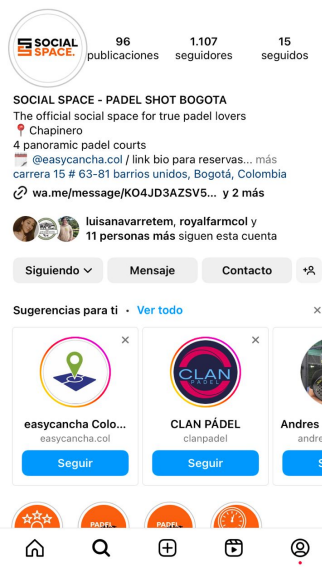 SOCIAL
SPACE.
96
publicaciones
1.107
seguidores
15
seguidos
SOCIAL SPACE - PADEL SHOT BOGOTA
The official social space for true padel lovers
📍 Chapinero
4 panoramic padel courts
🗓️ @easycancha.col / link bio para reservas... más
carrera 15 # 63-81 barrios unidos, Bogotá, Colombia
wa.me/message/KO4JD3AZSV5... y 2 más
luisanavarretem, royalfarmcol y
11 personas más siguen esta cuenta
Siguiendo
Mensaje
Contacto
Sugerencias para ti • Ver todo
CLAN
PADEL
easycancha Colo...
easycancha.col
Seguir
CLAN PÁDEL
clanpadel
Seguir
Andres
andre
S
PADEL
PADEL